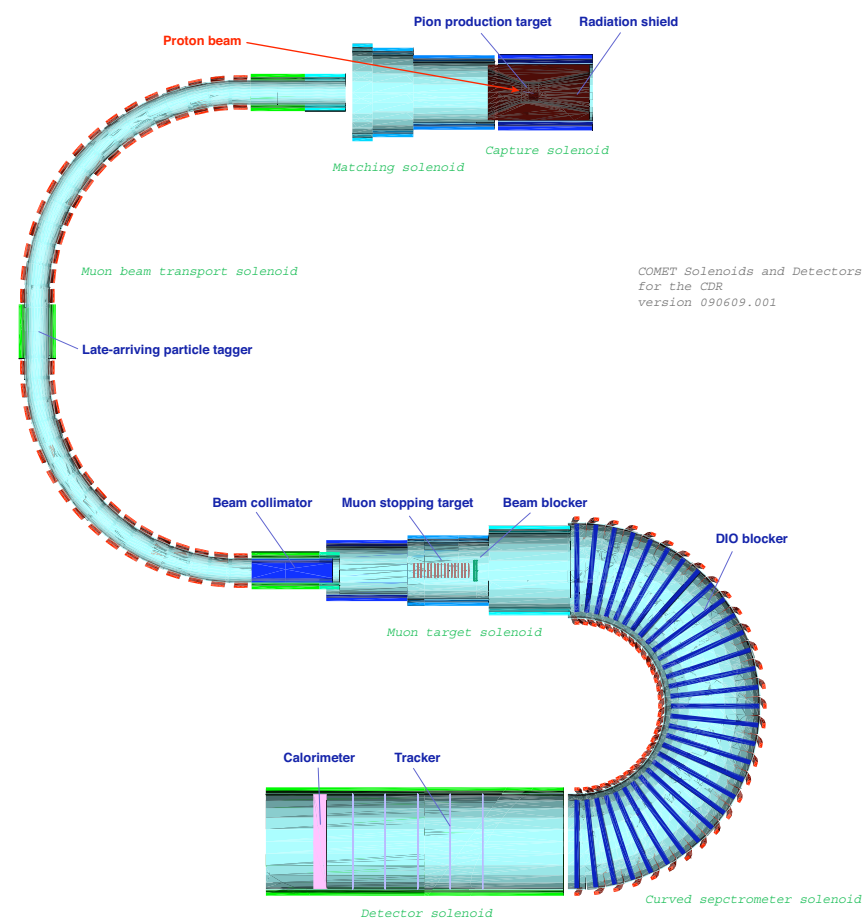 Pion production target
Radiation shield
Proton beam
Capture solenoid
Matching solenoid
Muon beam transport solenoid
COMET Solenoids and Detectors
for the CDR
version 090609.001
Late-arriving particle tagger
Beam collimator
Muon stopping target
Beam blocker
DIO blocker
Muon target solenoid
Calorimeter
Tracker
Curved sepctrometer solenoid
Detector solenoid